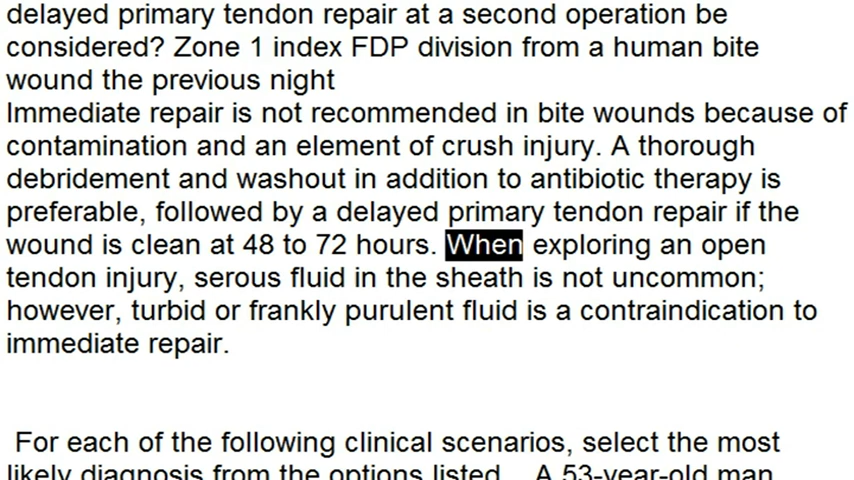 delayed primary tendon repair at a second operation be
considered? Zone 1 index FDP division from a human bite
wound the previous night
Immediate repair is not recommended in bite wounds because of
contamination and an element of crush injury. A thorough
debridement and washout in addition to antibiotic therapy is
preferable, followed by a delayed primary tendon repair if the
wound is clean at 48 to 72 hours. When exploring an open
tendon injury, serous fluid in the sheath is not uncommon;
however, turbid or frankly purulent fluid is a contraindication to
immediate repair.
For each of the following clinical scenarios, select the most
likely diagnosis from the options listed. A 53-year-old man